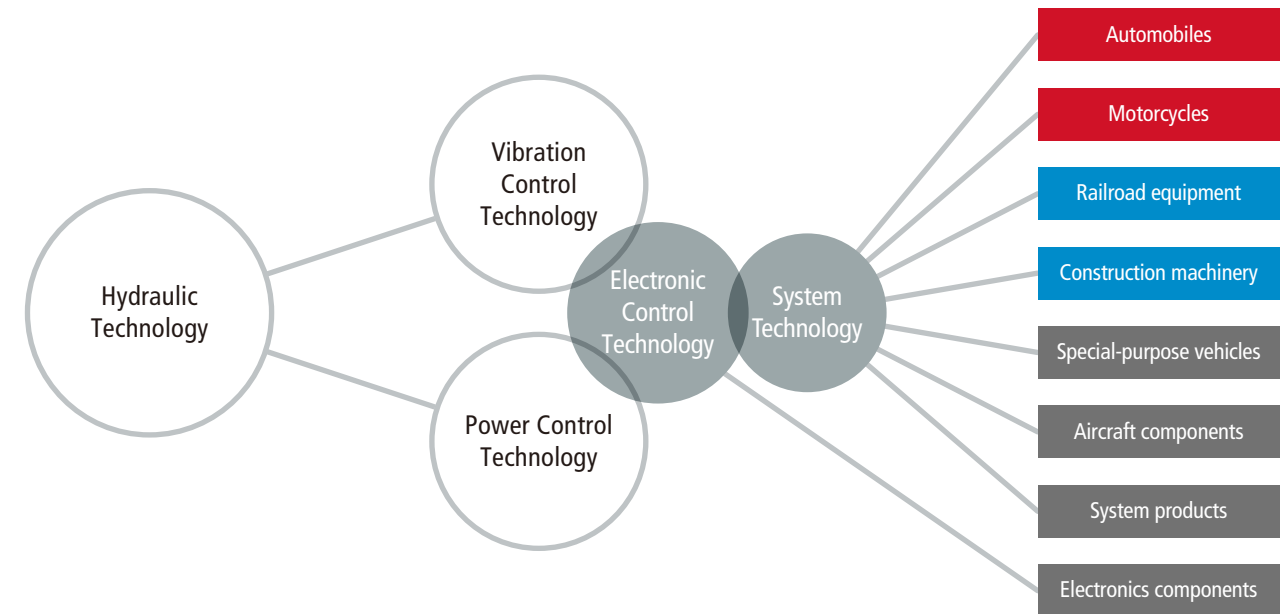 Hydraulic
Technology
Vibration
Control
Technology
Power Control
Technology
Electronic
Control
Technology
System
Technology
Automobiles
Motorcycles
Railroad equipment
Construction machinery
Special-purpose vehicles
Aircraft components
System products
Electronics components